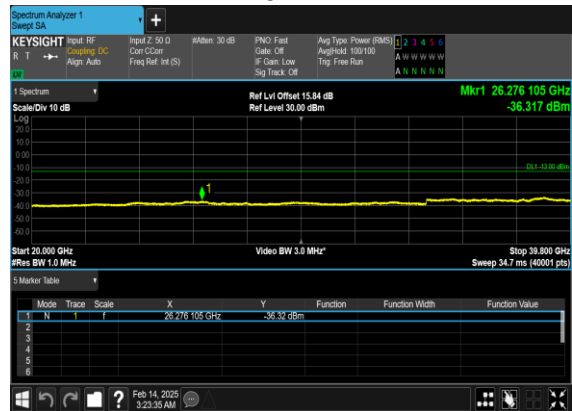 Spectrum Analyzer 1
Swept SA
+
KEYSIGHT Input: RF Input Z: 50 Ω #Atten: 30 dB PNO: Fast Avg Type: Power (RMS) 1 2 3 4 5 6
R T Coupling: DC Corr CCorr Gate: Off Avg|Hold: 100/100 A W W W W W
Align: Auto Freq Ref: Int (S) IF Gain: Low Trig: Free Run
Sig Track: Off A N N N N N
1 Spectrum
Ref Lvl Offset 15.84 dB Mkr1 26.276 105 GHz
Scale/Div 10 dB Ref Level 30.00 dBm -36.317 dBm
Log
20.0
10.0
0.00
-10.0
DL1 -13.00 dBm
-20.0
-30.0
1
-40.0
-50.0
-60.0
Start 20.000 GHz Video BW 3.0 MHz* Stop 39.800 GHz
#Res BW 1.0 MHz Sweep 34.7 ms (40001 pts)
5 Marker Table
Mode Trace Scale X Y Function Function Width Function Value
1 N 1 f 26.276 105 GHz -36.32 dBm
2
3
4
5
6
? Feb 14, 2025
3:23:35 AM